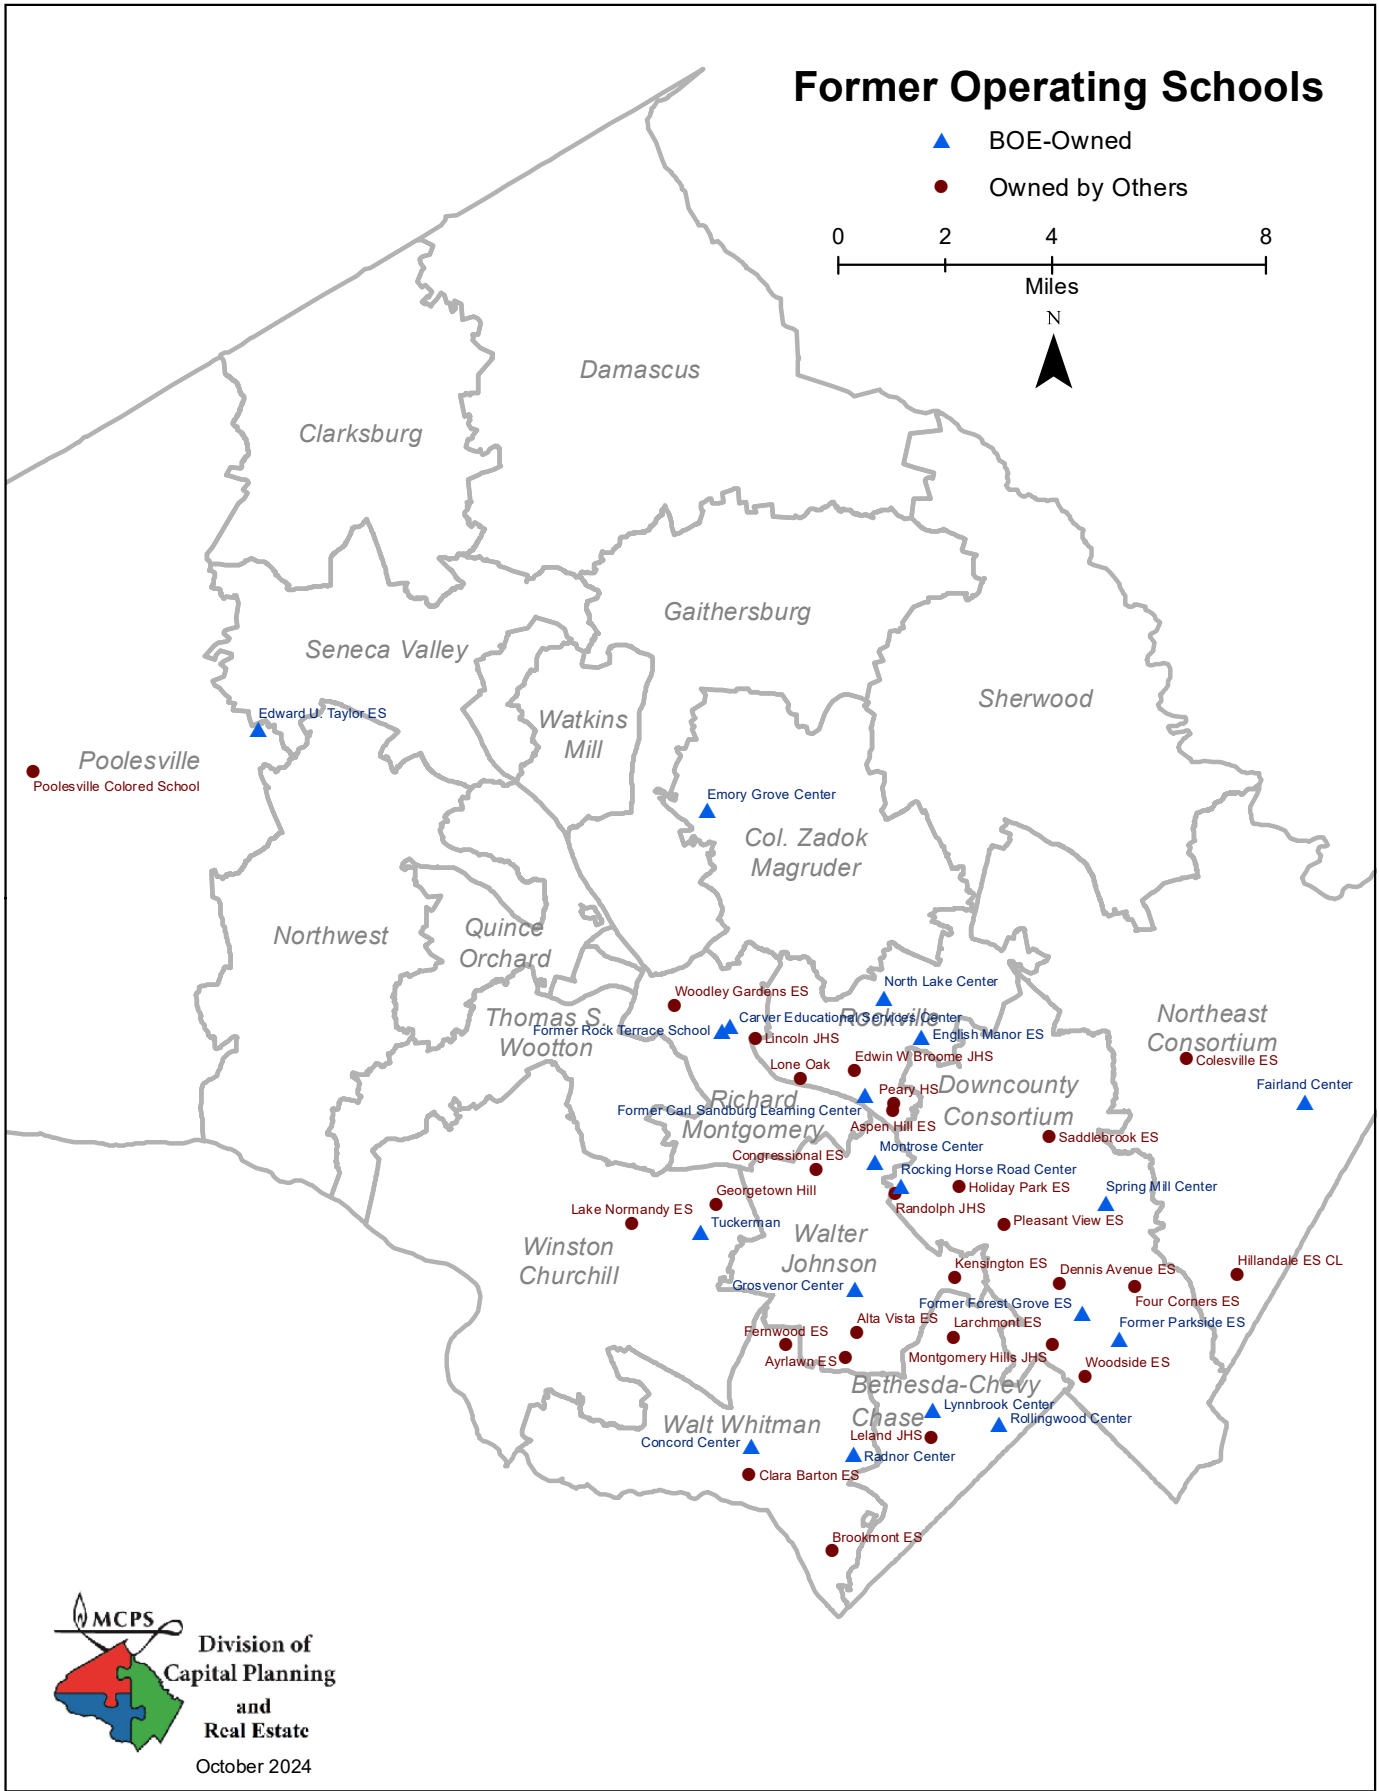 Former Operating Schools
BOE-Owned
Owned by Others
0 2 4 8
Miles
N
Damascus
Clarksburg
Gaithersburg
Seneca Valley
Sherwood
Watkins
Mill
Edward U. Taylor ES
Poolesville
Poolesville Colored School
Emory Grove Center
Col. Zadok
Magruder
Northwest
Quince
Orchard
North Lake Center
Woodley Gardens ES
Thomas S.
Wootton
Former Rock Terrace School
Carver Educational Services Center
Rockville
English Manor ES
Lincoln JHS
Northeast
Consortium
Colesville ES
Edwin W Broome JHS
Lone Oak
Fairland Center
Downcounty
Consortium
Peary HS
Richard
Montgomery
Former Carl Sandburg Learning Center
Aspen Hill ES
Saddlebrook ES
Montrose Center
Congressional ES
Rocking Horse Road Center
Holiday Park ES
Spring Mill Center
Georgetown Hill
Randolph JHS
Lake Normandy ES
Tuckerman
Pleasant View ES
Walter
Johnson
Winston
Churchill
Kensington ES
Dennis Avenue ES
Hillandale ES CL
Grosvenor Center
Four Corners ES
Former Forest Grove ES
Alta Vista ES
Larchmont ES
Former Parkside ES
Fernwood ES
Ayrlawn ES
Montgomery Hills JHS
Woodside ES
Bethesda-Chevy
Chase
Lynnbrook Center
Rollingwood Center
Walt Whitman
Leland JHS
Concord Center
Radnor Center
Clara Barton ES
Brookmont ES
MCPS
Division of
Capital Planning
and
Real Estate
October 2024